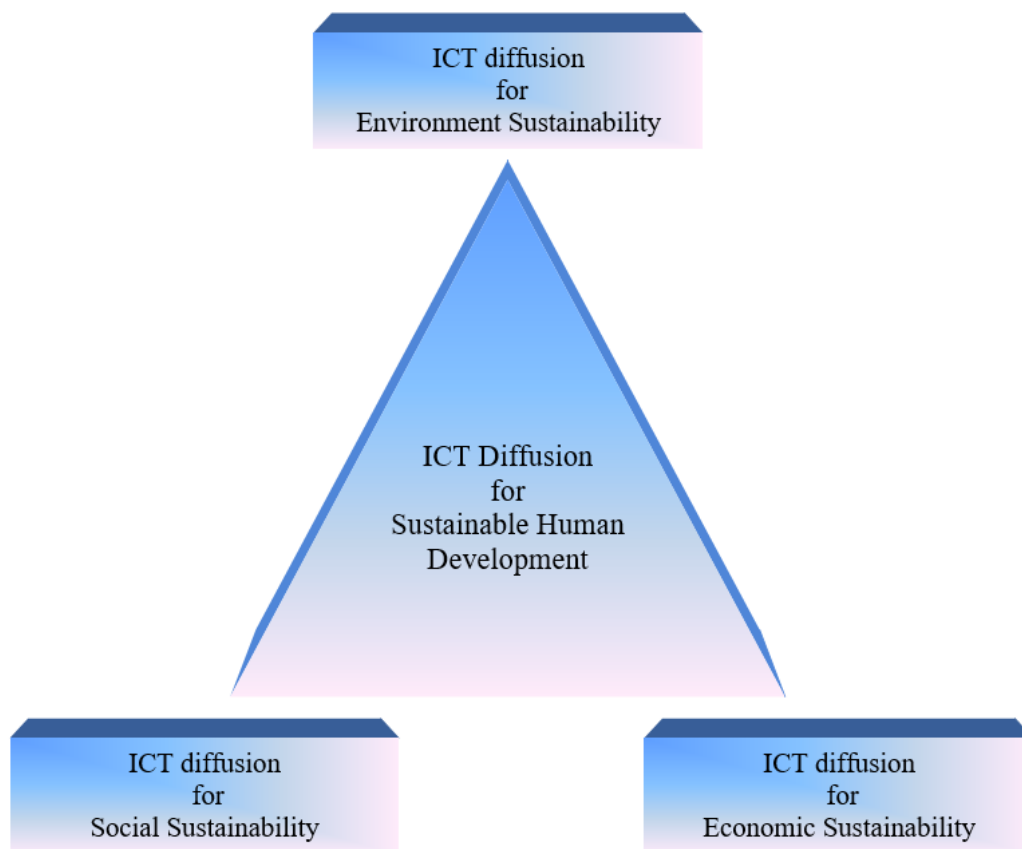 ICT diffusion
for
Environment Sustainability
ICT Diffusion
for
Sustainable Human
Development
ICT diffusion
for
Social Sustainability
ICT diffusion
for
Economic Sustainability